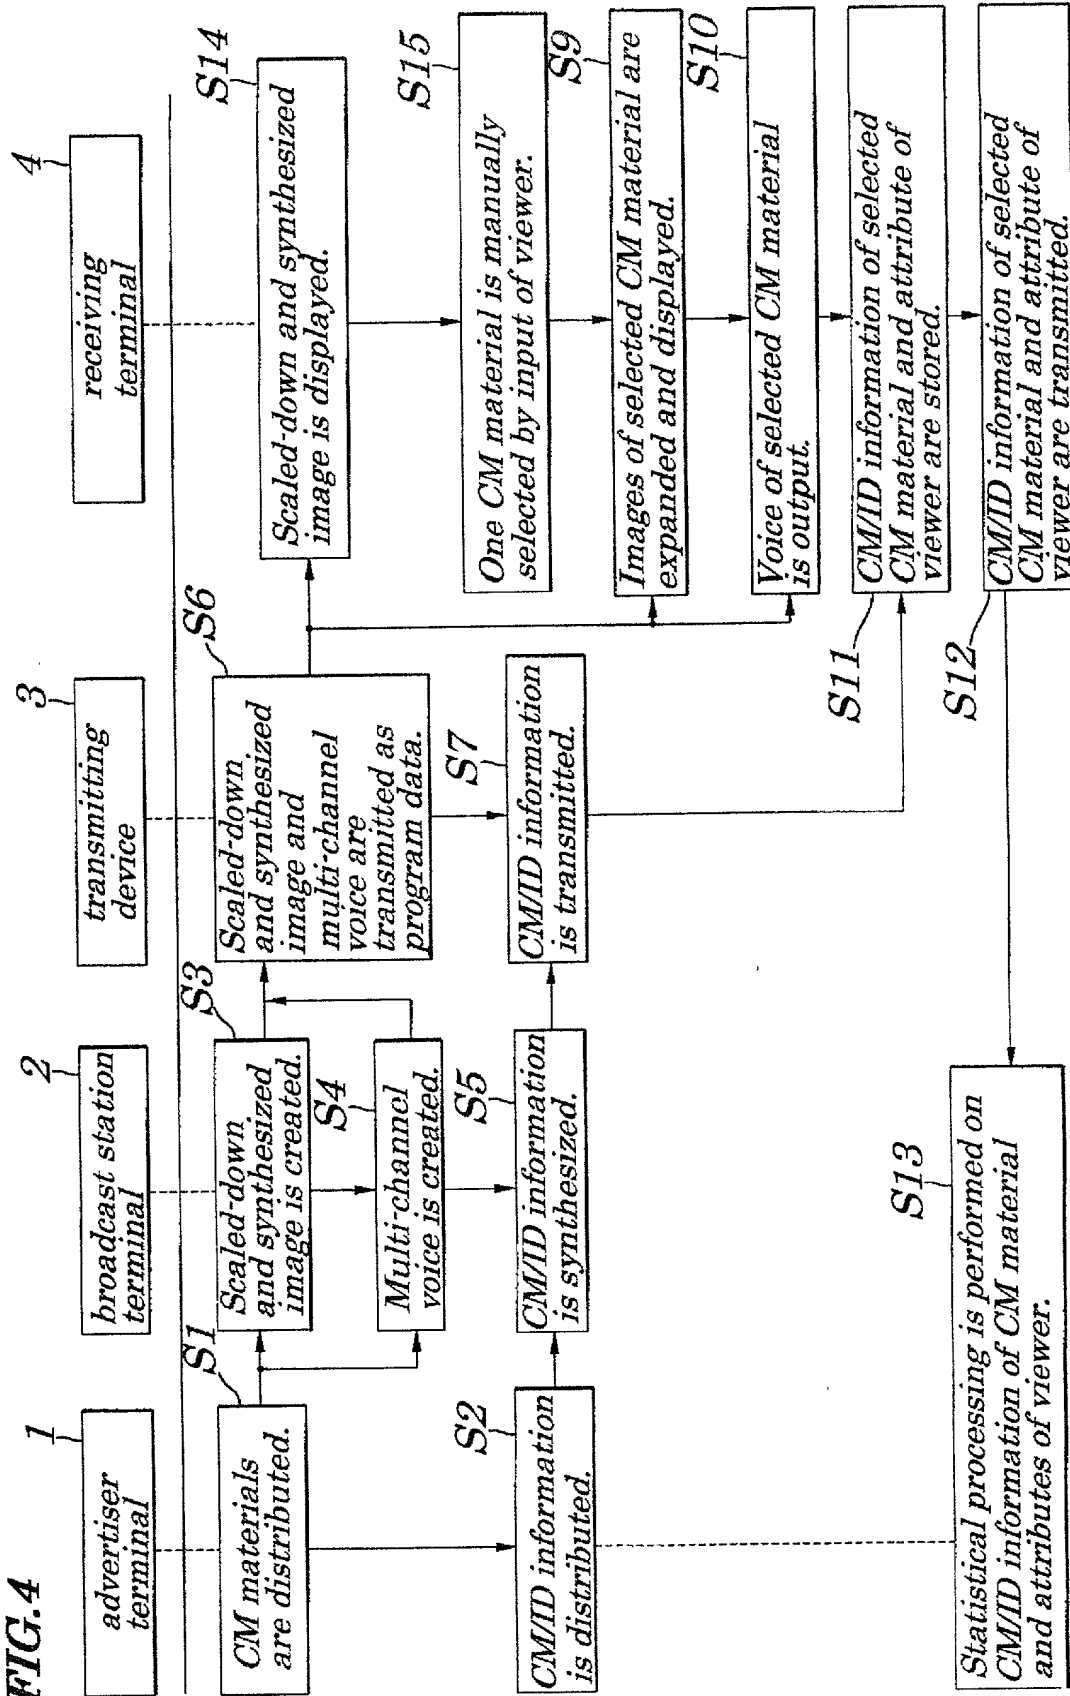 FIG.4
1
advertiser
terminal
2
broadcast station
terminal
3
transmitting
device
4
receiving
terminal
S1
CM materials
are distributed.
S2
CM/ID information
is distributed.
S3
Scaled-down
and synthesized
image is created.
S4
Multi-channel
voice is created.
S5
CM/ID information
is synthesized.
S6
Scaled-down
and synthesized
image and
multi-channel
voice are
transmitted as
program data.
S7
CM/ID information
is transmitted.
S14
Scaled-down and synthesized
image is displayed.
S15
One CM material is manually
selected by input of viewer.
S9
Images of selected CM material are
expanded and displayed.
S10
Voice of selected CM material
is output.
S11
CM/ID information of selected
CM material and attribute of
viewer are stored.
S12
CM/ID information of selected
CM material and attribute of
viewer are transmitted.
S13
Statistical processing is performed on
CM/ID information of CM material
and attributes of viewer.